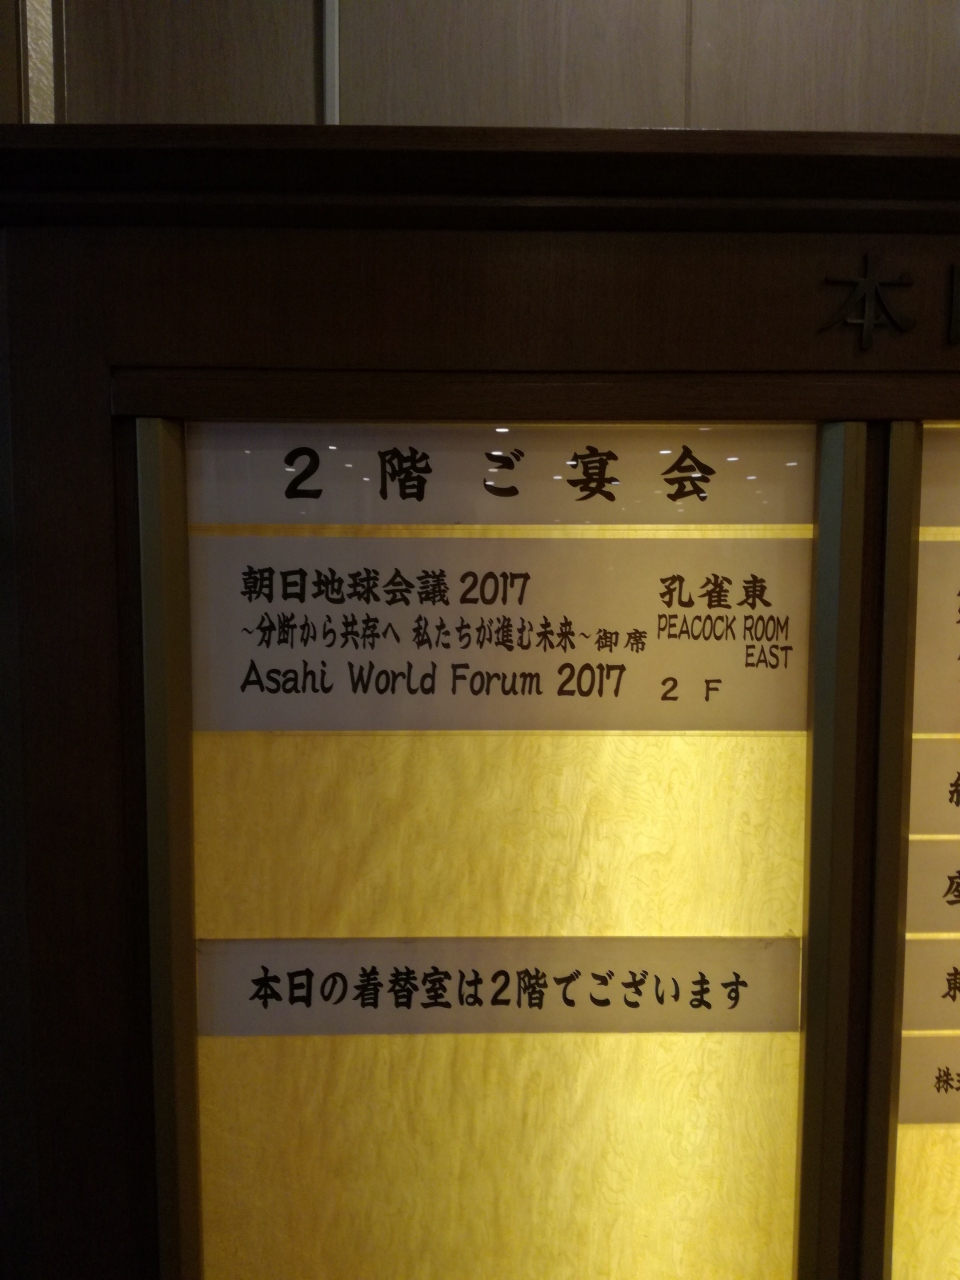 本
2階ご宴会
朝日地球会議 2017
~分断から共存へ 私たちが進む未来~御席
Asahi World Forum 2017
孔雀東
PEACOCK ROOM
EAST
2 F
本日の着替室は2階でございます
株